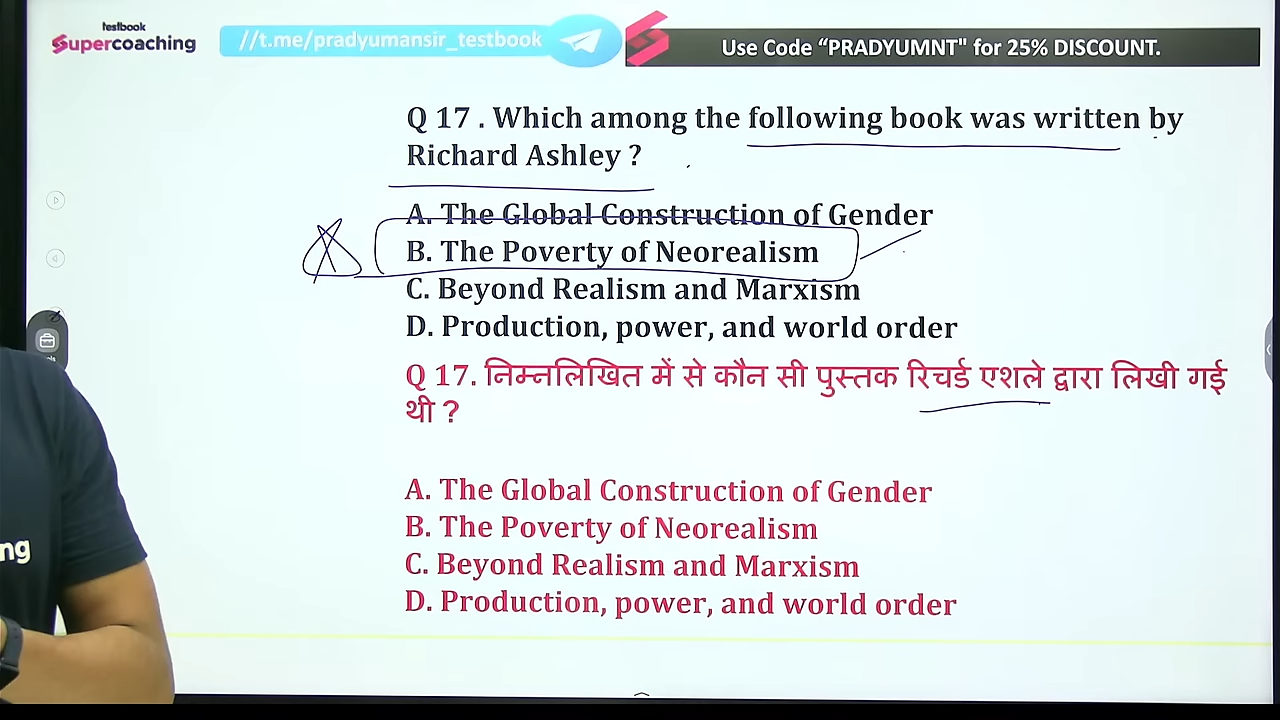 testbook
Supercoaching
//t.me/pradyumansir_testbook
Use Code “PRADYUMNT" for 25% DISCOUNT.
Q 17 . Which among the following book was written by
Richard Ashley ?
A. The Global Construction of Gender
B. The Poverty of Neorealism
C. Beyond Realism and Marxism
D. Production, power, and world order
Q 17. निम्नलिखित में से कौन सी पुस्तक रिचर्ड एशले द्वारा लिखी गई
थी ?
A. The Global Construction of Gender
B. The Poverty of Neorealism
C. Beyond Realism and Marxism
D. Production, power, and world order
ng